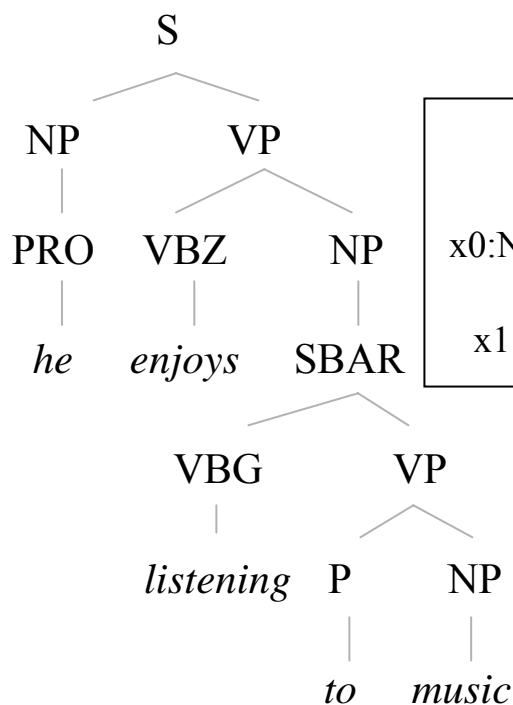 S
NP VP
PRO VBZ NP x0:N
he enjoys SBAR x1
VBG VP
listening P NP
to music